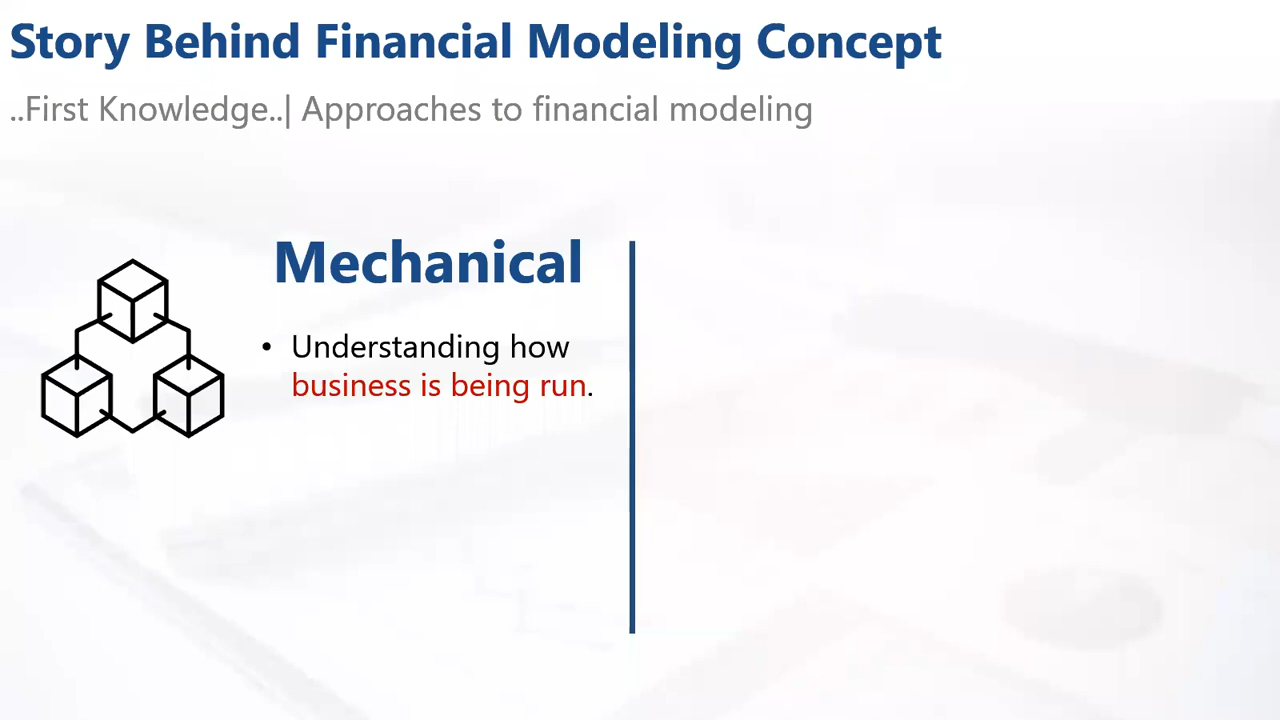 Story Behind Financial Modeling Concept
..First Knowledge..| Approaches to financial modeling
Mechanical
• Understanding how
business is being run.